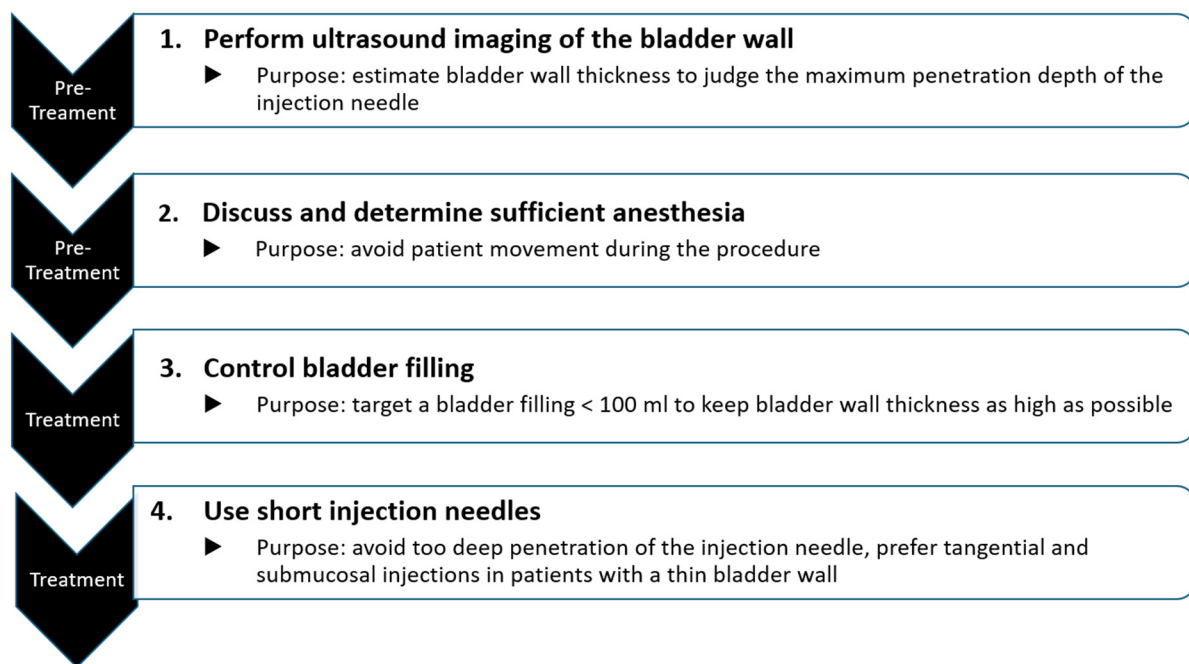 1. Perform ultrasound imaging of the bladder wall
Pre-
Treament
▶ Purpose: estimate bladder wall thickness to judge the maximum penetration depth of the
injection needle
2. Discuss and determine sufficient anesthesia
Pre-
Treatment
▶ Purpose: avoid patient movement during the procedure
3. Control bladder filling
Treatment
▶ Purpose: target a bladder filling < 100 ml to keep bladder wall thickness as high as possible
4. Use short injection needles
Treatment
▶ Purpose: avoid too deep penetration of the injection needle, prefer tangential and
submucosal injections in patients with a thin bladder wall